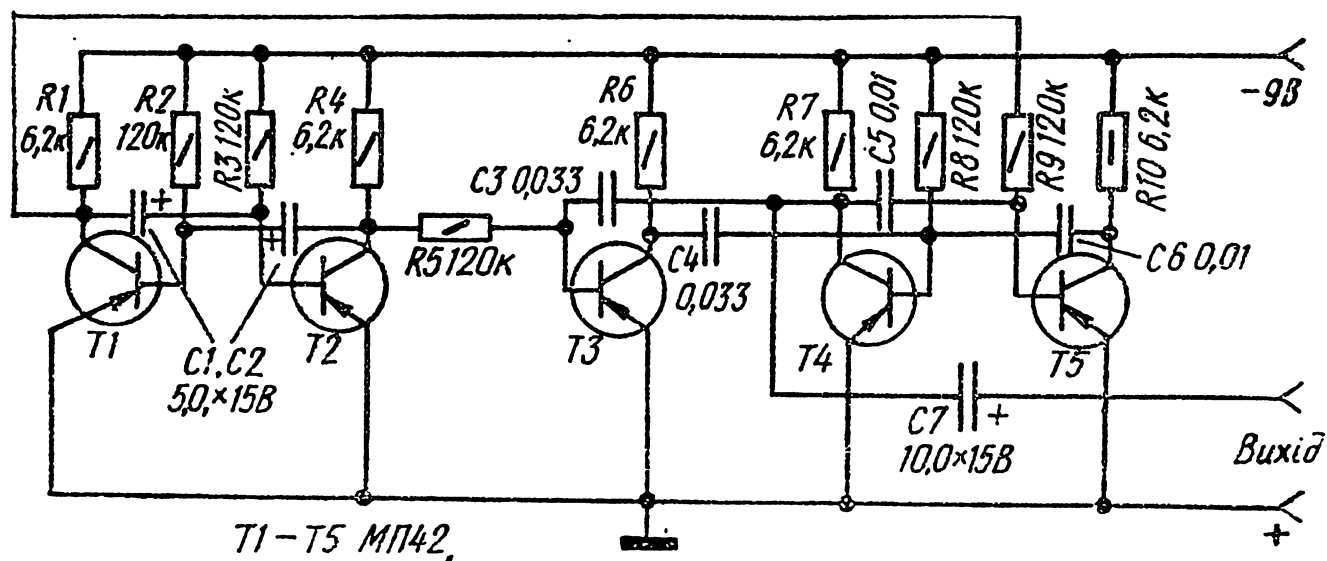 R1
6,2к
R2
120к
R3 120к
R4
6,2к
C3 0,033
R5 120к
R6
6,2к
C4
0,033
R7
6,2к
C5 0,01
R8 120к
R9 120к
R10 6,2к
-9В
C6 0,01
T1
C1, C2
5,0,×15В
T2
T3
T4
T5
C7
10,0×15В
+
+
+
Вихід
+
T1–T5 МП42.